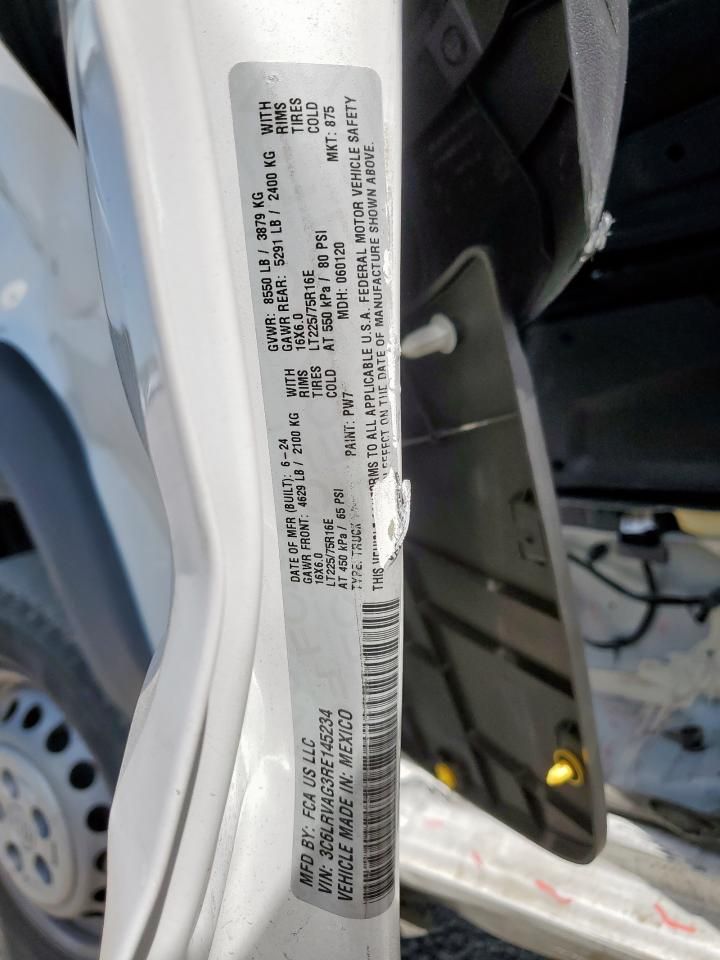 MFD BY: FCA US LLC
VIN: 3C6LRVAG3RE145234
VEHICLE MADE IN: MEXICO
DATE OF MFR (BUILT): 6-24
GAWR FRONT: 4629 LB / 2100 KG
16X6.0 WITH RIMS
LT225/75R16E TIRES
AT 450 kPa / 65 PSI COLD
TYPE: TRUCK PAINT: PW7
GVWR: 8550 LB / 3879 KG
GAWR REAR: 5291 LB / 2400 KG
16X6.0 WITH RIMS
LT225/75R16E TIRES
AT 550 kPa / 80 PSI COLD
MDH: 060120 MKT: 875
THIS TO ALL APPLICABLE U.S.A. FEDERAL MOTOR VEHICLE SAFETY
ON THE DATE OF MANUFACTURE SHOWN ABOVE.